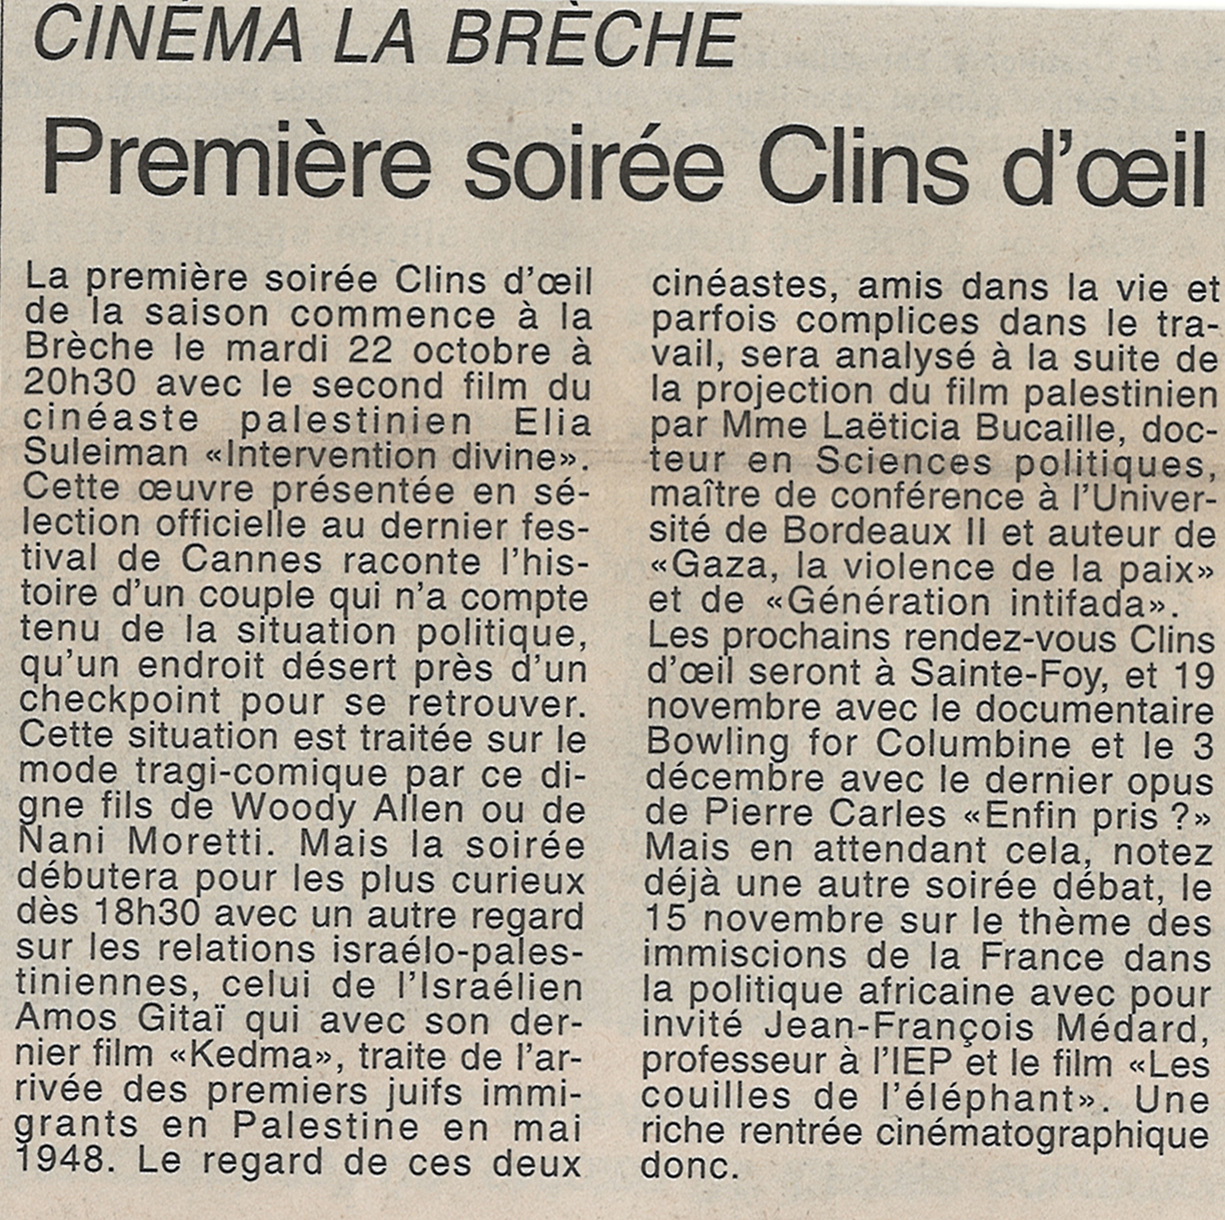 CINÉMA LA BRÈCHE
Première soirée Clins d'œil
La première soirée Clins d'œil
de la saison commence à la
Brèche le mardi 22 octobre à
20h30 avec le second film du
cinéaste palestinien Elia
Suleiman «Intervention divine».
Cette œuvre présentée en sé-
lection officielle au dernier fes-
tival de Cannes raconte l'his-
toire d'un couple qui n'a compte
tenu de la situation politique,
qu'un endroit désert près d'un
checkpoint pour se retrouver.
Cette situation est traitée sur le
mode tragi-comique par ce di-
gne fils de Woody Allen ou de
Nani Moretti. Mais la soirée
débutera pour les plus curieux
dès 18h30 avec un autre regard
sur les relations israélo-pales-
tiniennes, celui de l'Israélien
Amos Gitaï qui avec son der-
nier film «Kedma», traite de l'ar-
rivée des premiers juifs immi-
grants en Palestine en mai
1948. Le regard de ces deux
cinéastes, amis dans la vie et
parfois complices dans le tra-
vail, sera analysé à la suite de
la projection du film palestinien
par Mme Laëticia Bucaille, doc-
teur en Sciences politiques,
maître de conférence à l'Univer-
sité de Bordeaux II et auteur de
«Gaza, la violence de la paix»
et de «Génération intifada».
Les prochains rendez-vous Clins
d'œil seront à Sainte-Foy, et 19
novembre avec le documentaire
Bowling for Columbine et le 3
décembre avec le dernier opus
de Pierre Carles «Enfin pris ?»
Mais en attendant cela, notez
déjà une autre soirée débat, le
15 novembre sur le thème des
immiscions de la France dans
la politique africaine avec pour
invité Jean-François Médard,
professeur à l'IEP et le film «Les
couilles de l'éléphant». Une
riche rentrée cinématographique
donc.